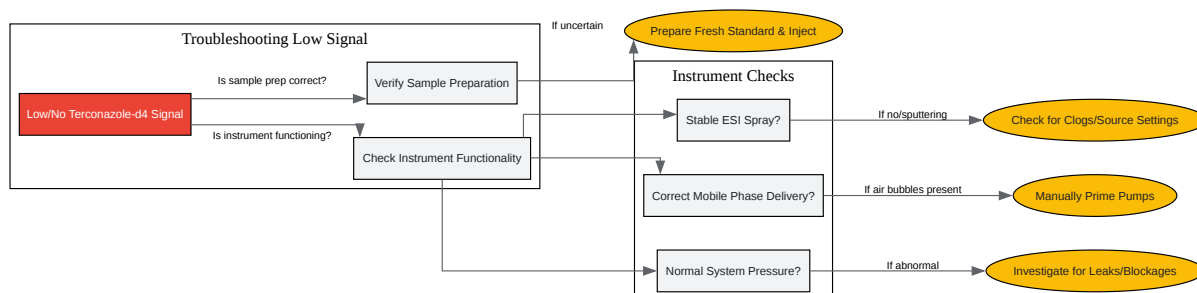 Troubleshooting Low Signal
If uncertain
Prepare Fresh Standard & Inject
Is sample prep correct?
Verify Sample Preparation
Instrument Checks
Low/No Terconazole-d4 Signal
Is instrument functioning?
Check Instrument Functionality
Stable ESI Spray?
If no/sputtering
Check for Clogs/Source Settings
Correct Mobile Phase Delivery?
If air bubbles present
Manually Prime Pumps
Normal System Pressure?
If abnormal
Investigate for Leaks/Blockages